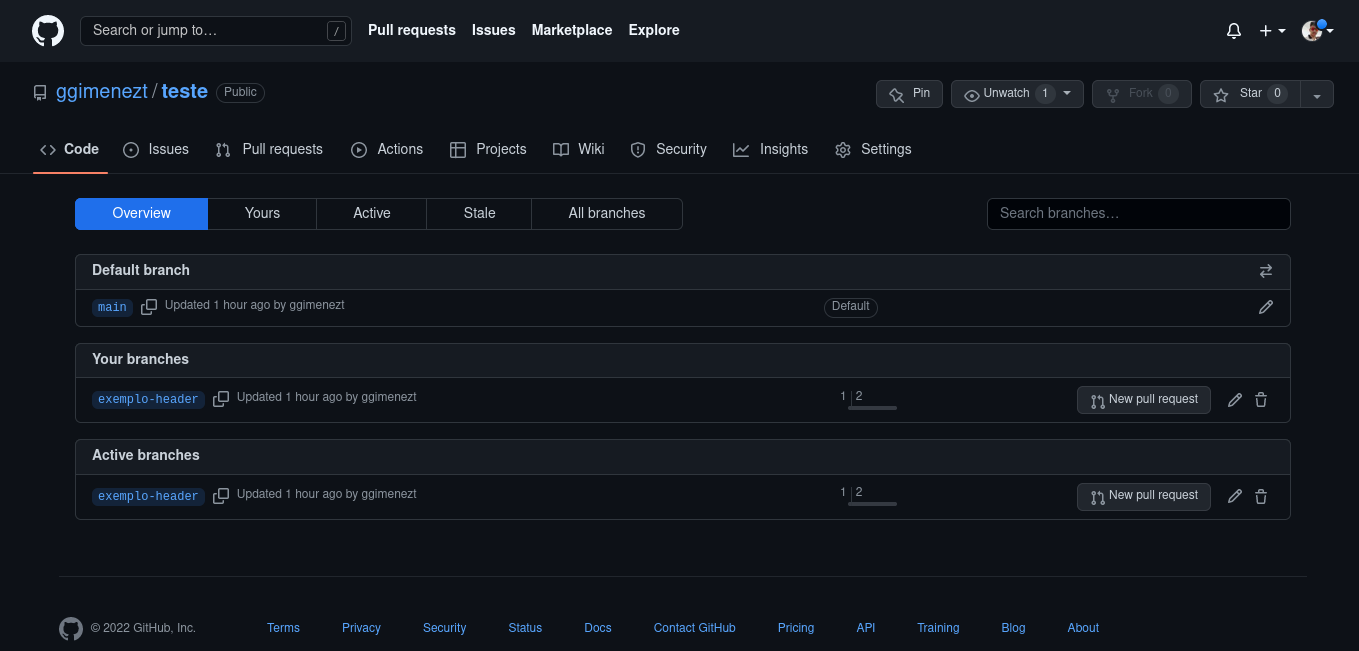 Search or jump to… /
Pull requests Issues Marketplace Explore
ggimenezt / teste Public
Pin Unwatch 1 Fork 0 Star 0
Code Issues Pull requests Actions Projects Wiki Security Insights Settings
Overview Yours Active Stale All branches Search branches…
Default branch
main Updated 1 hour ago by ggimenezt Default
Your branches
exemplo-header Updated 1 hour ago by ggimenezt 1 2 New pull request
Active branches
exemplo-header Updated 1 hour ago by ggimenezt 1 2 New pull request
© 2022 GitHub, Inc. Terms Privacy Security Status Docs Contact GitHub Pricing API Training Blog About